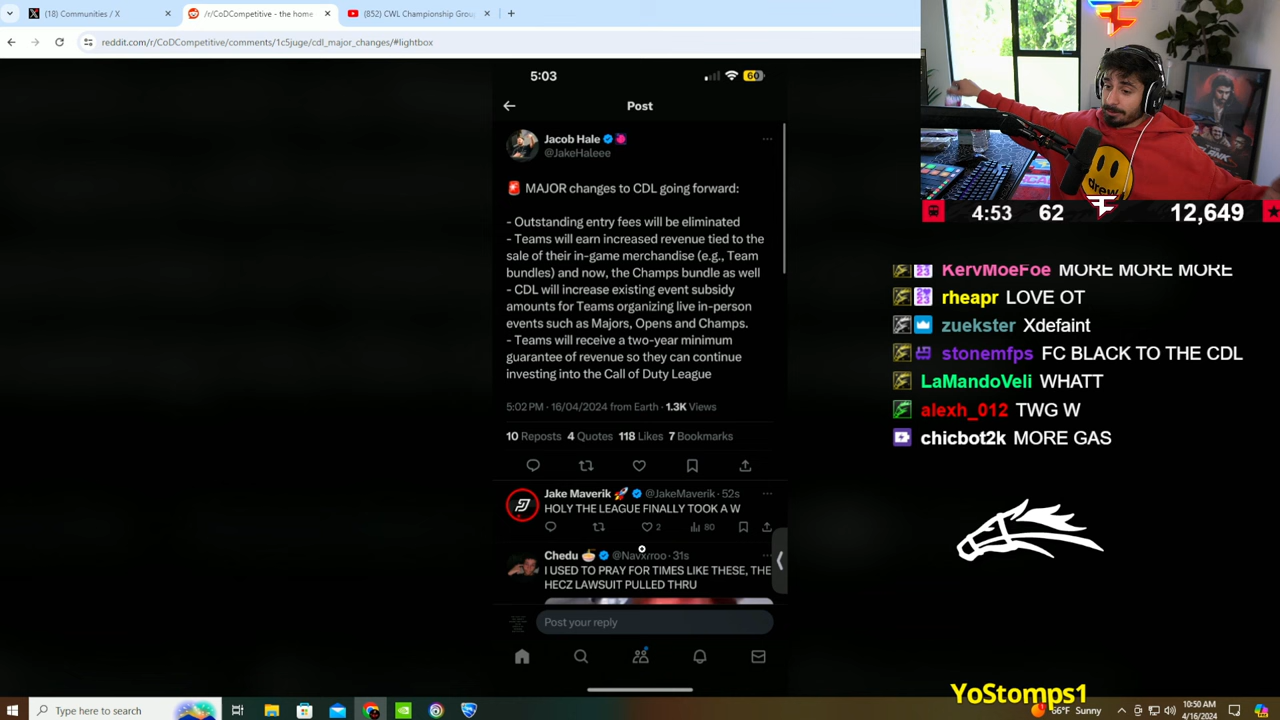 (18) Communities / X
/r/CoDCompetitive - the home
(852) CWL Championship Grou
reddit.com/r/CoDCompetitive/comments/1c5juge/cdl_major_changes/#lightbox
5:03
60
Post
Jacob Hale
@JakeHaleee
MAJOR changes to CDL going forward:
- Outstanding entry fees will be eliminated
- Teams will earn increased revenue tied to the
sale of their in-game merchandise (e.g., Team
bundles) and now, the Champs bundle as well
- CDL will increase existing event subsidy
amounts for Teams organizing live in-person
events such as Majors, Opens and Champs.
- Teams will receive a two-year minimum
guarantee of revenue so they can continue
investing into the Call of Duty League
5:02 PM · 16/04/2024 from Earth · 1.3K Views
10 Reposts 4 Quotes 118 Likes 7 Bookmarks
Jake Maverik @JakeMaverik · 52s
HOLY THE LEAGUE FINALLY TOOK A W
2 80
Chedu @Navxrroo · 31s
I USED TO PRAY FOR TIMES LIKE THESE, THE
HECZ LAWSUIT PULLED THRU
Post your reply
drew
4:53 62 12,649
KervMoeFoe MORE MORE MORE
rheapr LOVE OT
zuekster Xdefaint
stonemfps FC BLACK TO THE CDL
LaMandoVeli WHATT
alexh_012 TWG W
chicbot2k MORE GAS
YoStomps1
Type here to search
56°F Sunny
10:50 AM
4/16/2024